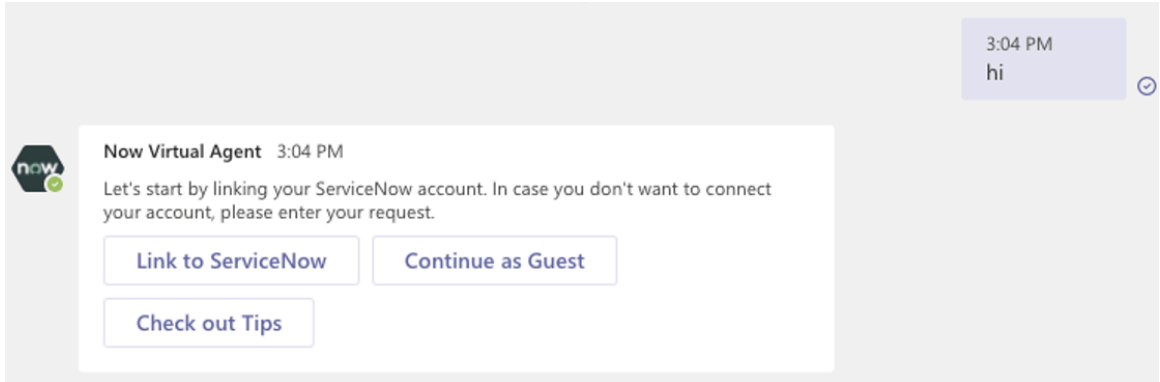 3:04 PM
hi
now
Now Virtual Agent 3:04 PM
Let's start by linking your ServiceNow account. In case you don't want to connect
your account, please enter your request.
Link to ServiceNow Continue as Guest
Check out Tips